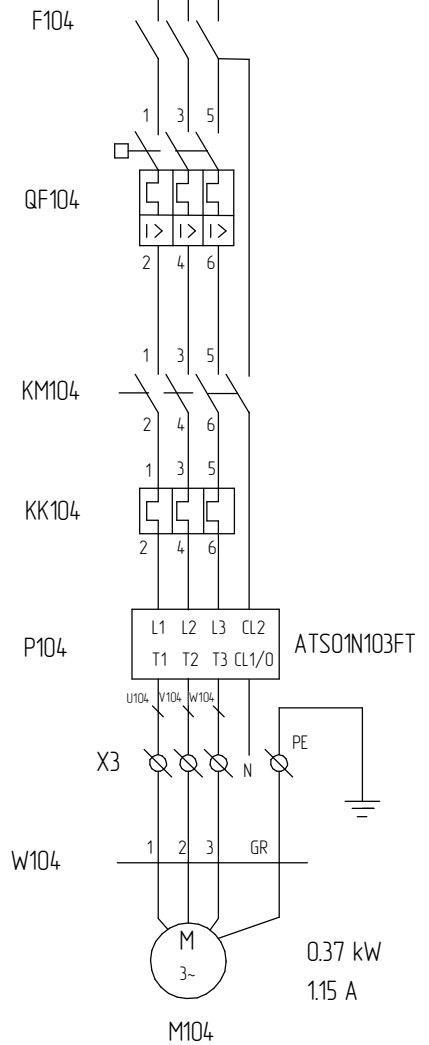 F104
1 3 5
QF104
I> I> I>
2 4 6
1 3 5
KM104
2 4 6
1 3 5
KK104
2 4 6
L1 L2 L3 CL2
P104 ATS01N103FT
T1 T2 T3 CL1/0
U104 V104 W104
PE
X3 N
1 2 3 GR
W104
M
3~
0.37 kW
1.15 A
M104